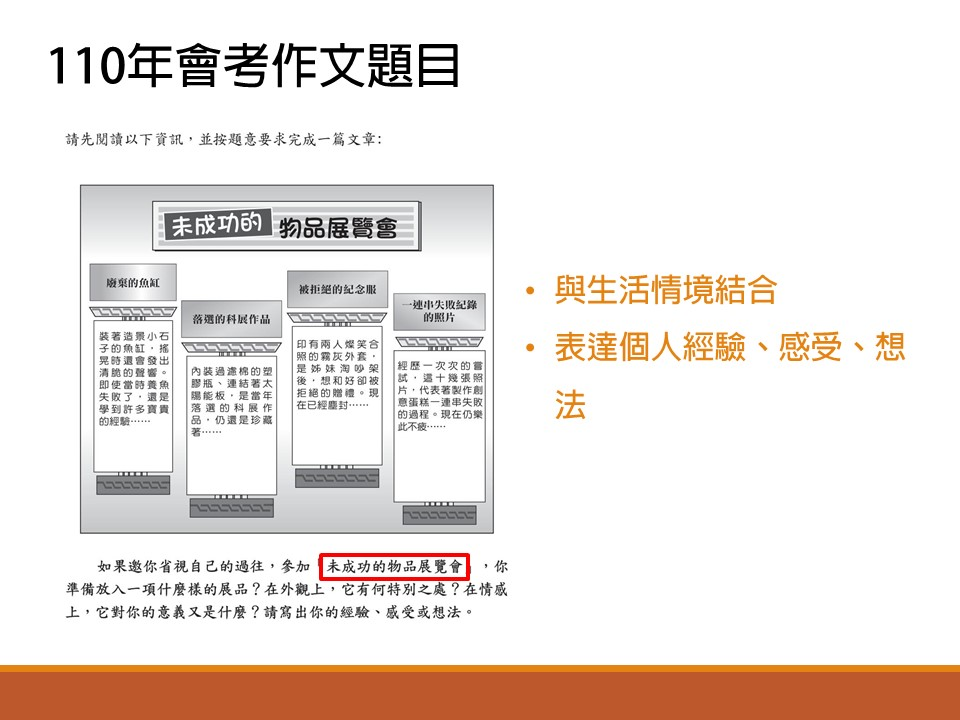 110年會考作文題目
請先閱讀以下資訊，並按題意要求完成一篇文章：
未成功的 物品展覽會
廢棄的魚缸
裝著造景小石
子的魚缸，搖
晃時還會發出
清脆的聲響。
即使當時養魚
失敗了，還是
學到許多寶貴
的經驗……
落選的科展作品
內裝過濾棉的塑
膠瓶、連結著太
陽能板，是當年
落選的科展作
品，仍還是珍藏
著……
被拒絕的紀念服
印有兩人燦笑合
照的霧灰外套，
是姊妹淘吵架
後，想和好卻被
拒絕的贈禮。現
在已經塵封……
一連串失敗紀錄
的照片
經歷一次次的嘗
試，這十幾張照
片，代表著製作創
意蛋糕一連串失敗
的過程。現在仍樂
此不疲……
如果邀你省視自己的過往，參加「未成功的物品展覽會」，你
準備放入一項什麼樣的展品？在外觀上，它有何特別之處？在情感
上，它對你的意義又是什麼？請寫出你的經驗、感受或想法。
• 與生活情境結合
• 表達個人經驗、感受、想
法